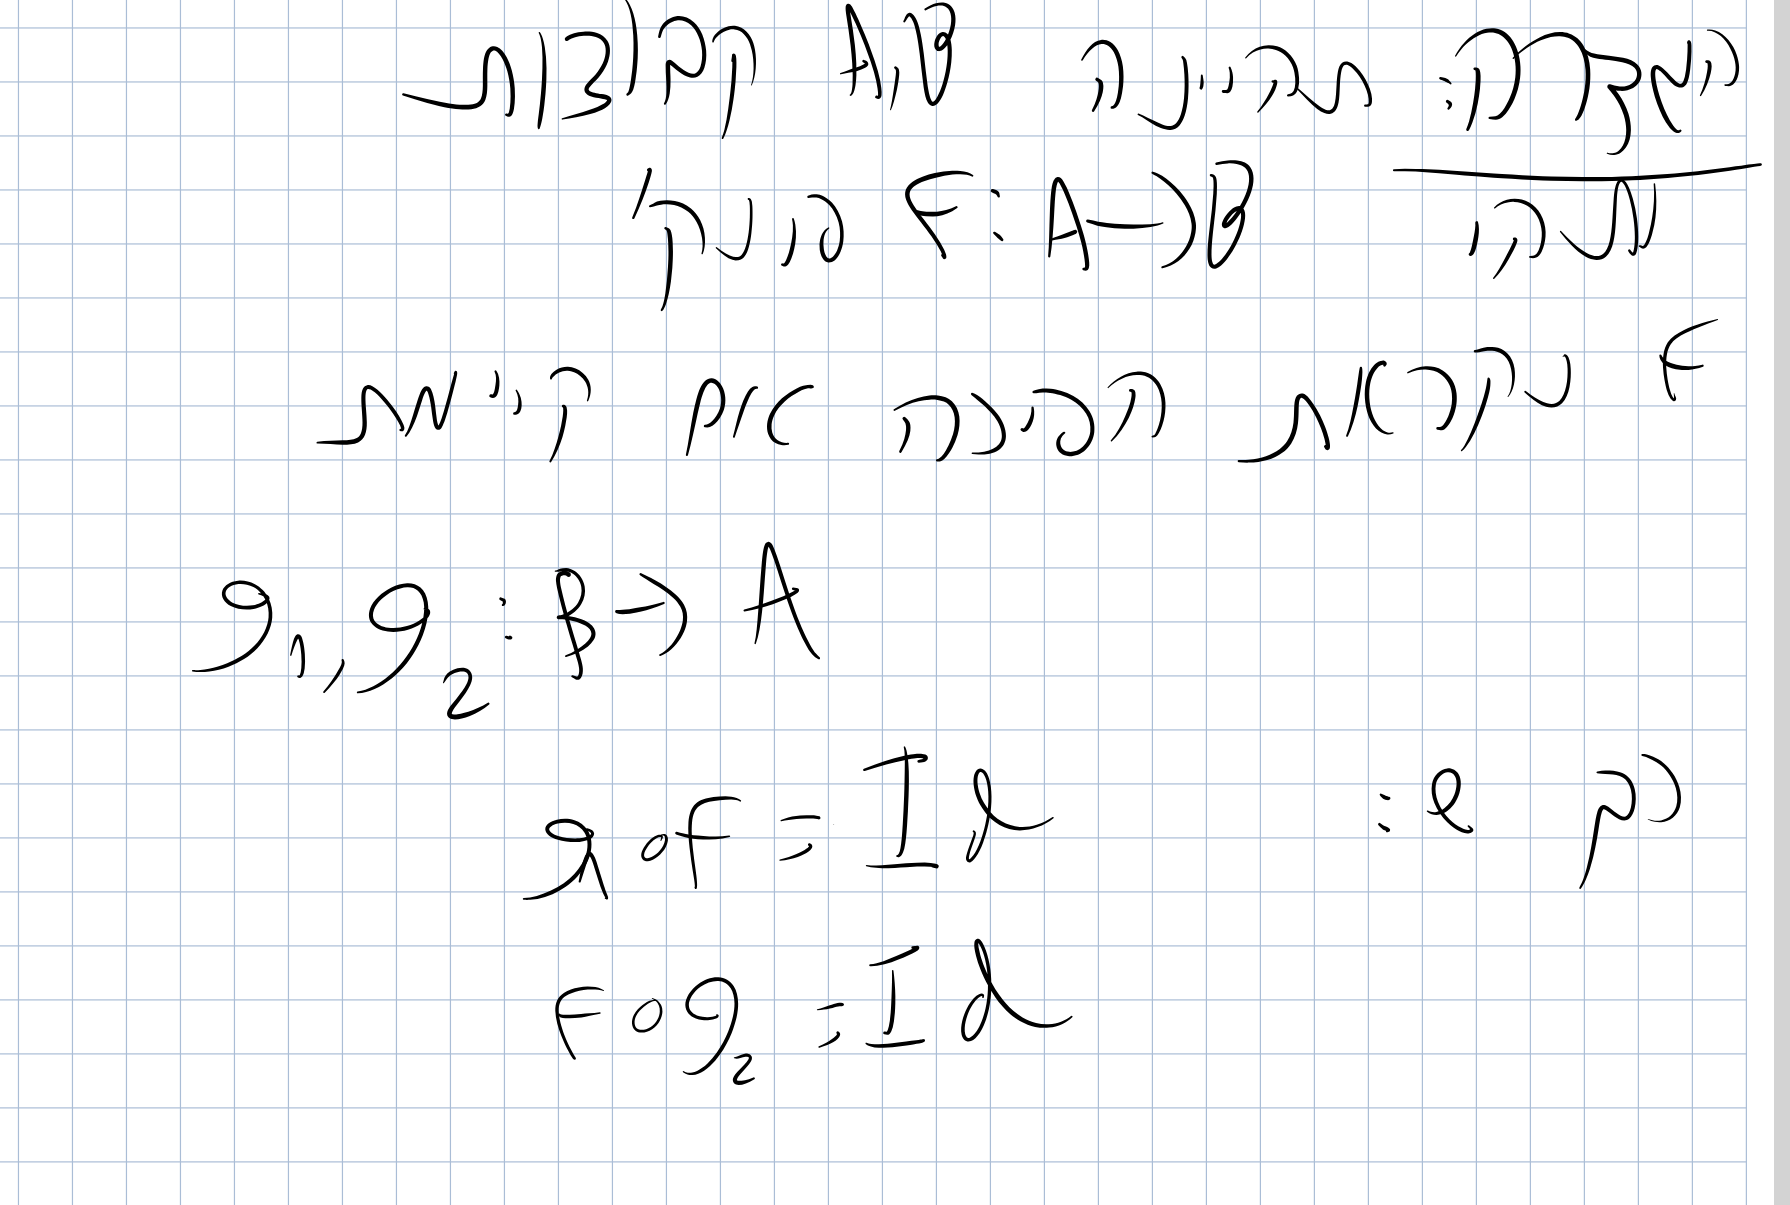 הגדרה: תהיינה A,B קבוצות
ותהי F: A→B פונק'
F נקראת הפיכה אם קיימת
g₁,g₂: B→A
כך ש: g₁∘F = Id
F∘g₂ = Id